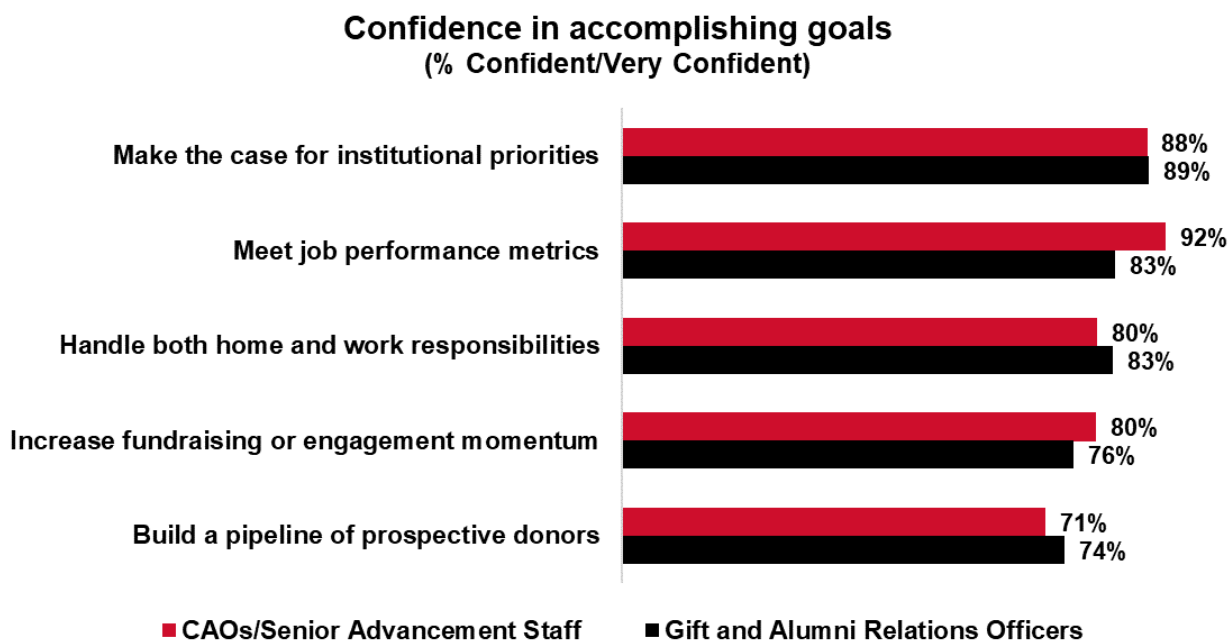 Confidence in accomplishing goals
(% Confident/Very Confident)
Make the case for institutional priorities
88%
89%
Meet job performance metrics
92%
83%
Handle both home and work responsibilities
80%
83%
Increase fundraising or engagement momentum
80%
76%
Build a pipeline of prospective donors
71%
74%
CAOs/Senior Advancement Staff
Gift and Alumni Relations Officers